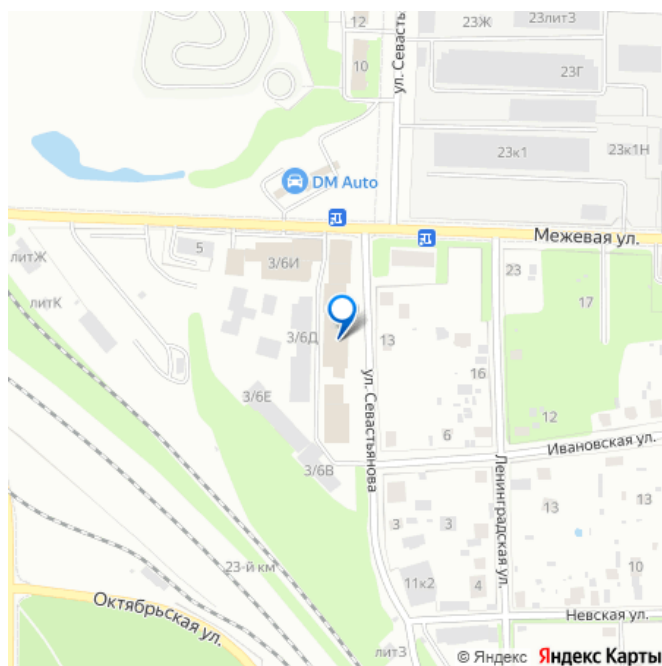 12
23Ж
23литЗ
10
ул. Севасть
23Г
23к1
23к1Н
DM Auto
Межевая ул.
5
литЖ
3/6И
23
литК
17
3/6Д
13
16
3/6Е
ул. Севастьянова
12
6
Ивановская ул.
3/6В
Ленинградская ул.
13
13
3
3
23-й км
11к2
4
10
Октябрьская ул.
Невская ул.
литЗ
© Яндекс Яндекс Карты